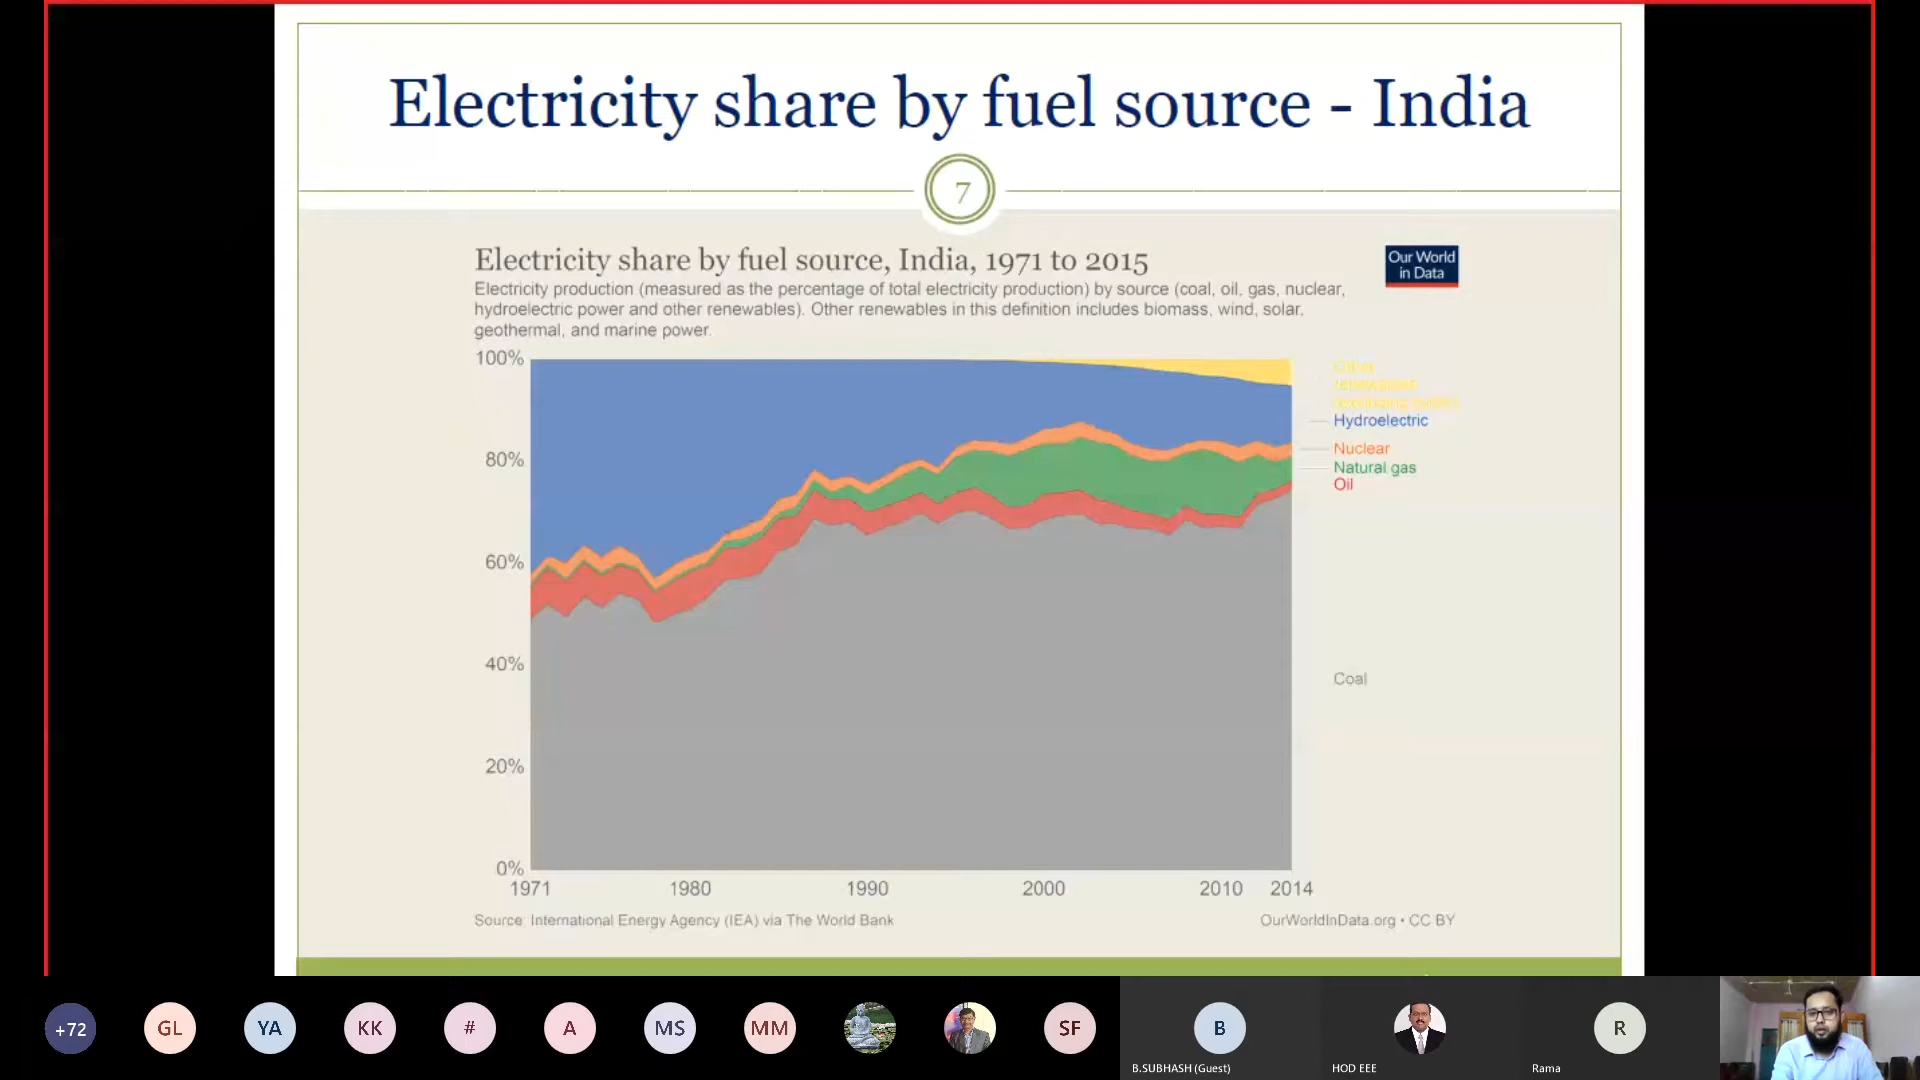 Electricity share by fuel source - India
7
Electricity share by fuel source, India, 1971 to 2015
Our World
in Data
Electricity production (measured as the percentage of total electricity production) by source (coal, oil, gas, nuclear,
hydroelectric power and other renewables). Other renewables in this definition includes biomass, wind, solar,
geothermal, and marine power.
100%
80%
60%
40%
20%
0%
Other
renewables
Hydroelectric
Nuclear
Natural gas
Oil
Coal
1971
1980
1990
2000
2010
2014
Source: International Energy Agency (IEA) via The World Bank
OurWorldInData.org • CC BY
+72
GL
YA
KK
#
A
MS
MM
SF
B
R
B.SUBHASH (Guest)
HOD EEE
Rama